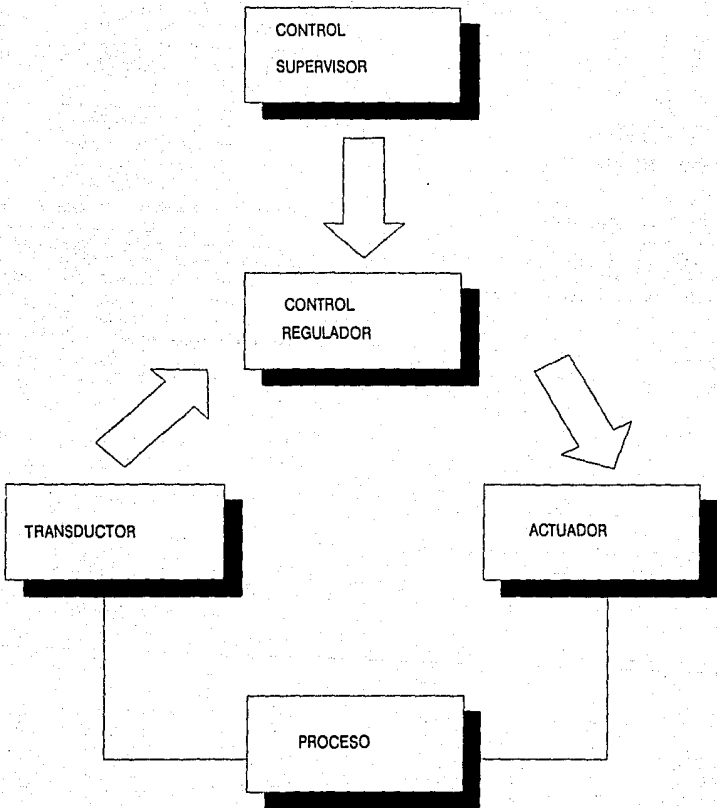 CONTROL
SUPERVISOR
CONTROL
REGULADOR
TRANSDUCTOR
ACTUADOR
PROCESO